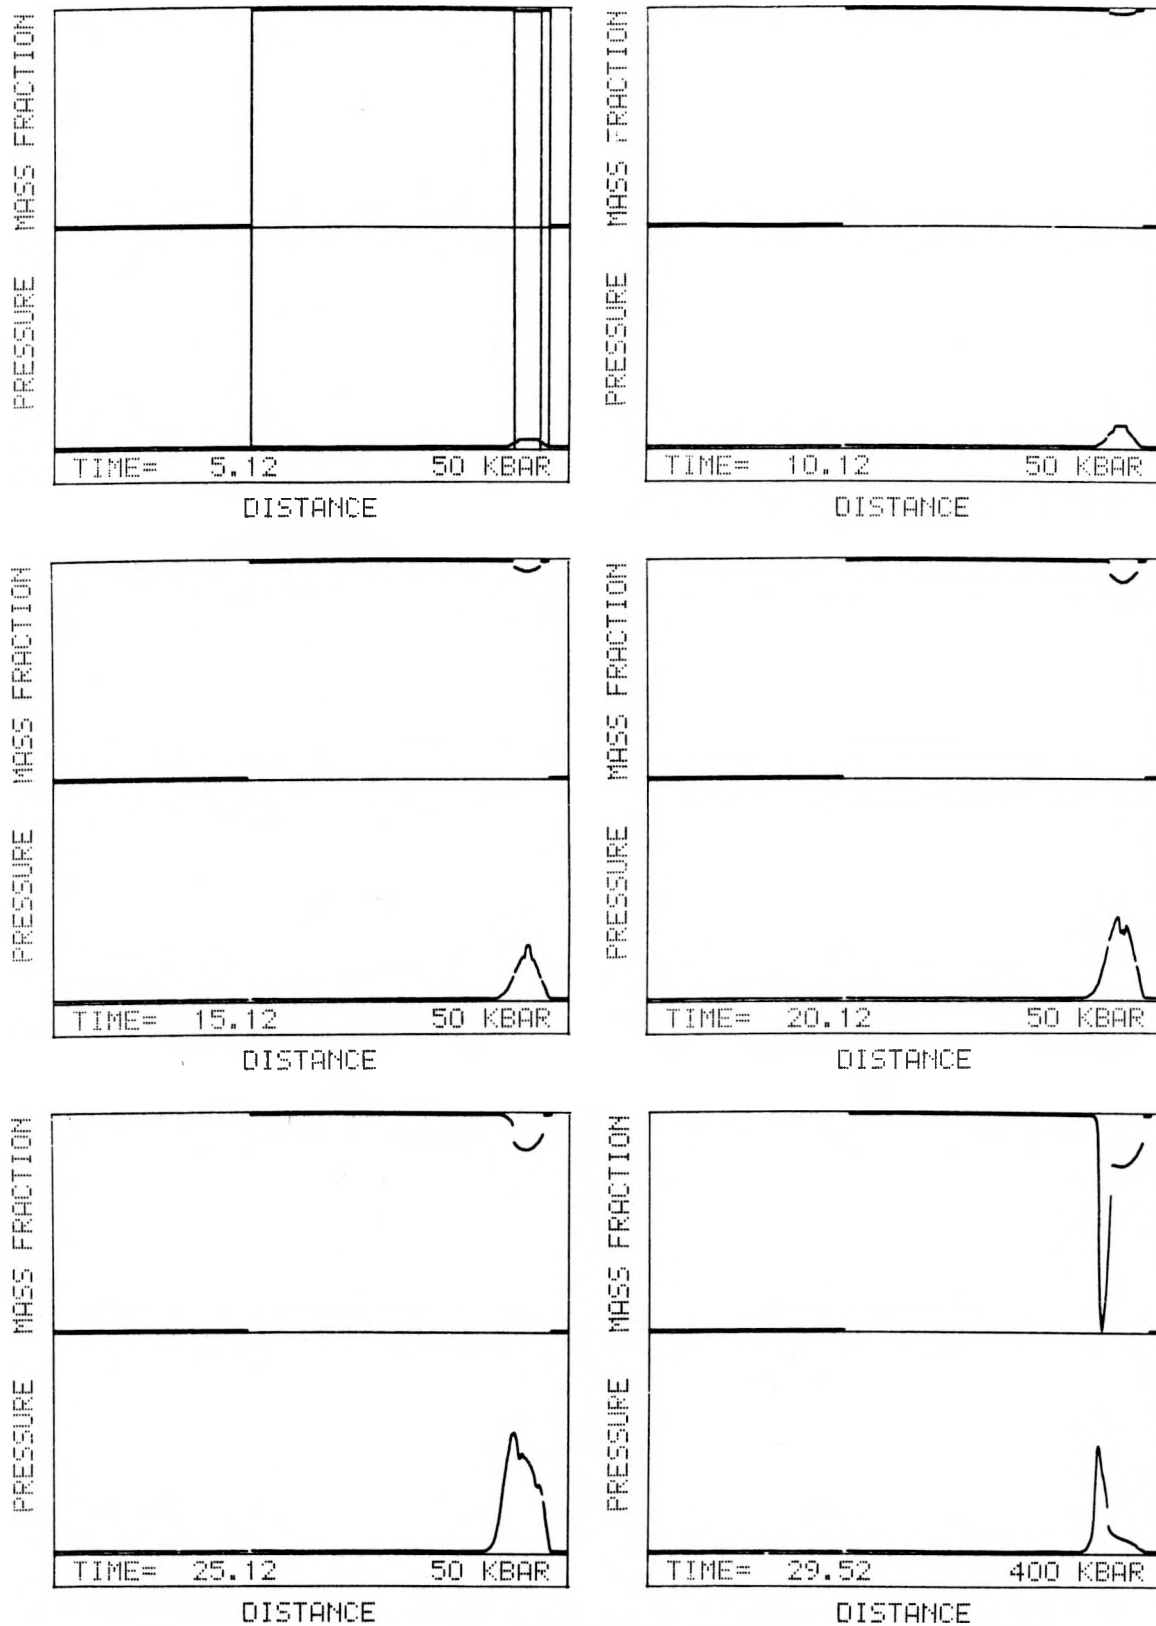 MASS FRACTION
PRESSURE
TIME= 5.12 50 KBAR
DISTANCE
MASS FRACTION
PRESSURE
TIME= 10.12 50 KBAR
DISTANCE
MASS FRACTION
PRESSURE
TIME= 15.12 50 KBAR
DISTANCE
MASS FRACTION
PRESSURE
TIME= 20.12 50 KBAR
DISTANCE
MASS FRACTION
PRESSURE
TIME= 25.12 50 KBAR
DISTANCE
MASS FRACTION
PRESSURE
TIME= 29.52 400 KBAR
DISTANCE